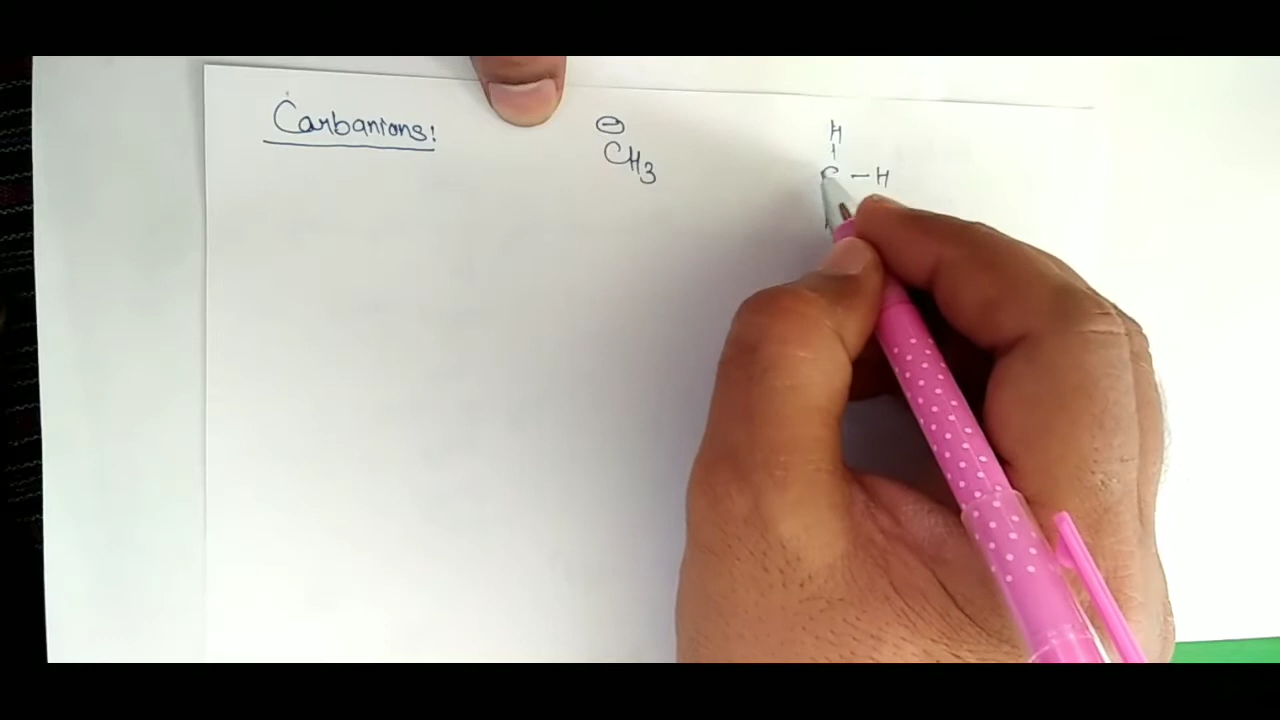 Carbanions:
⊖
CH3
H
|
C – H